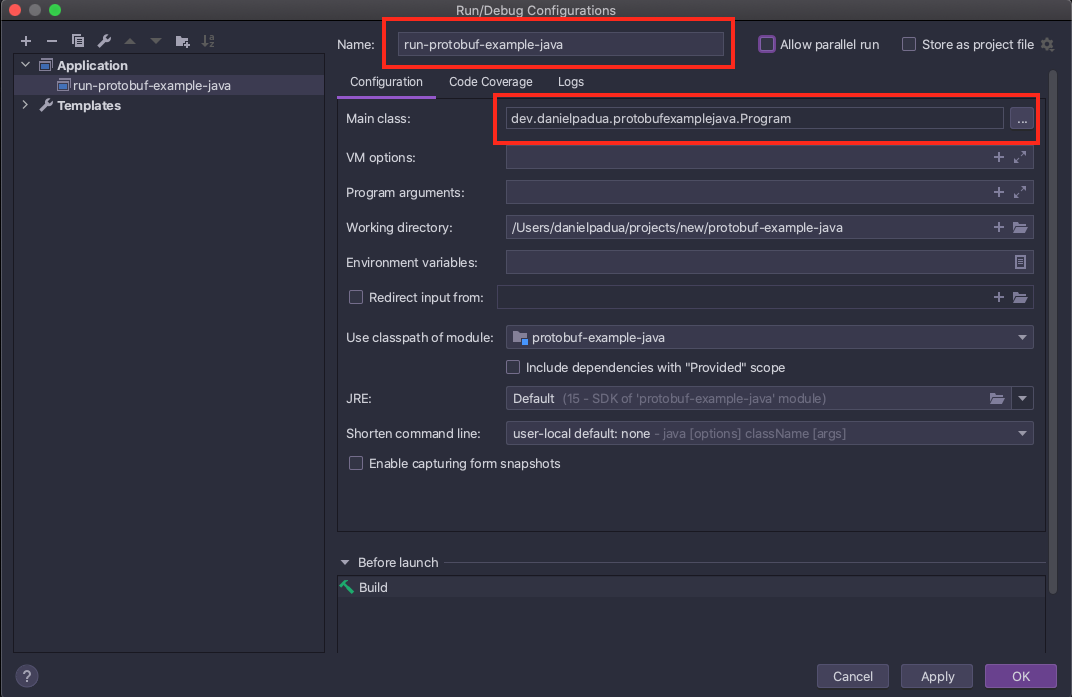 Run/Debug Configurations
Name: run-protobuf-example-java Allow parallel run Store as project file
Application
run-protobuf-example-java
Templates
Configuration Code Coverage Logs
Main class: dev.danielpadua.protobufexamplejava.Program ...
VM options:
Program arguments:
Working directory: /Users/danielpadua/projects/new/protobuf-example-java
Environment variables:
Redirect input from:
Use classpath of module: protobuf-example-java
Include dependencies with "Provided" scope
JRE: Default (15 - SDK of 'protobuf-example-java' module)
Shorten command line: user-local default: none - java [options] className [args]
Enable capturing form snapshots
Before launch
Build
? Cancel Apply OK